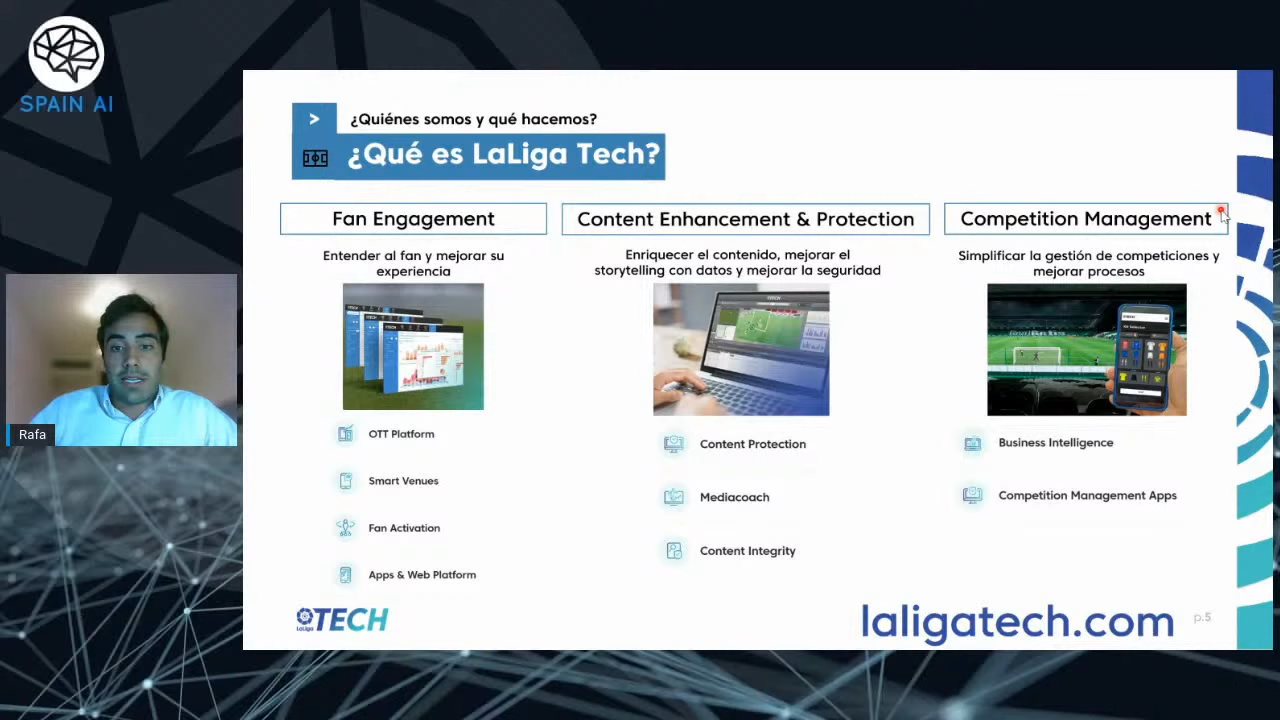 SPAIN AI
>
¿Quiénes somos y qué hacemos?
¿Qué es LaLiga Tech?
Fan Engagement
Entender al fan y mejorar su
experiencia
OTT Platform
Smart Venues
Fan Activation
Apps & Web Platform
Content Enhancement & Protection
Enriquecer el contenido, mejorar el
storytelling con datos y mejorar la seguridad
Content Protection
Mediacoach
Content Integrity
Competition Management
Simplificar la gestión de competiciones y
mejorar procesos
Business Intelligence
Competition Management Apps
Rafa
LaLiga
TECH
laligatech.com
p.5